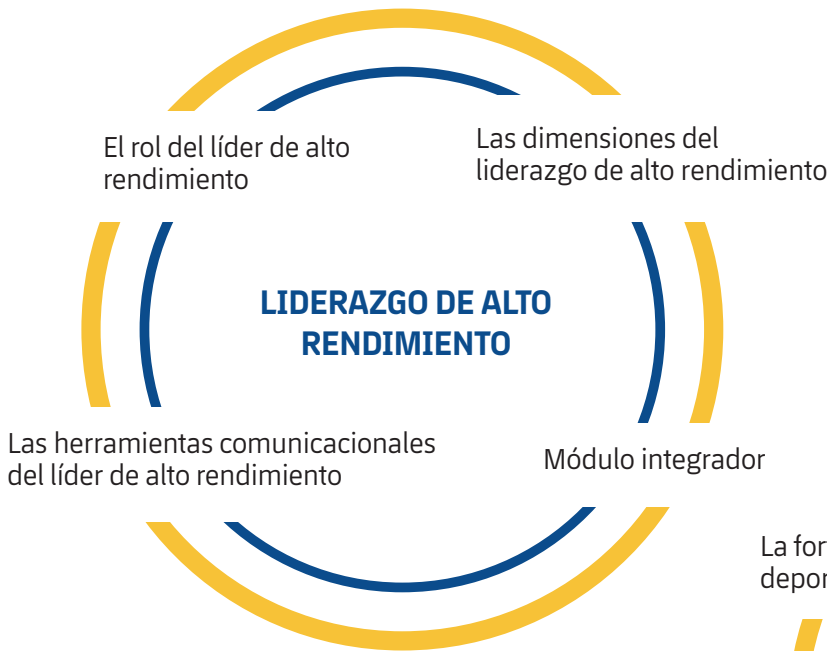 El rol del líder de alto
rendimiento
Las dimensiones del
liderazgo de alto rendimiento
LIDERAZGO DE ALTO
RENDIMIENTO
Las herramientas comunicacionales
del líder de alto rendimiento
Módulo integrador
La